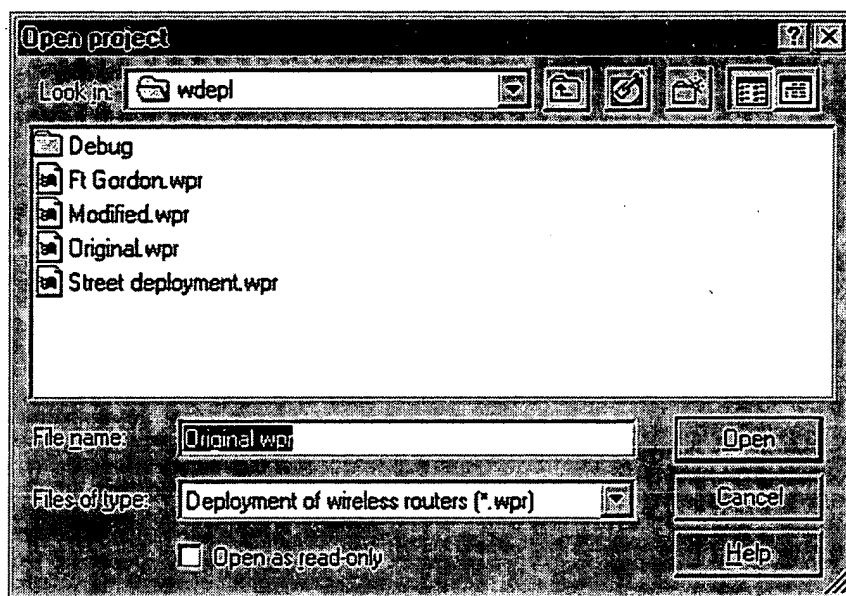 Open project
Look in: wdepl
Debug
Ft Gordon.wpr
Modified.wpr
Original.wpr
Street deployment.wpr
File name: Original.wpr Open
Files of type: Deployment of wireless routers (*.wpr) Cancel
Open as read-only Help